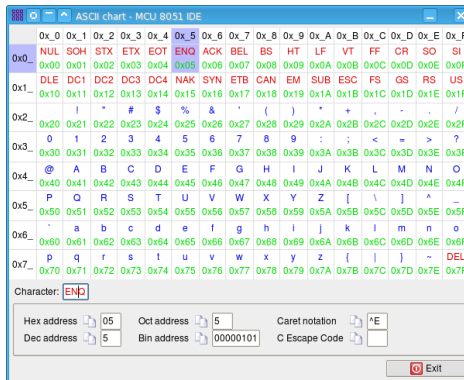 ASCII chart - MCU 8051 IDE
0x_0 0x_1 0x_2 0x_3 0x_4 0x_5 0x_6 0x_7 0x_8 0x_9 0x_A 0x_B 0x_C 0x_D 0x_E
0x0_ NUL SOH STX ETX EOT ENQ ACK BEL BS HT LF VT FF CR SO SI
0x00 0x01 0x02 0x03 0x04 0x05 0x06 0x07 0x08 0x09 0x0A 0x0B 0x0C 0x0D 0x0E
0x1_ DLE DC1 DC2 DC3 DC4 NAK SYN ETB CAN EM SUB ESC FS GS RS US
0x10 0x11 0x12 0x13 0x14 0x15 0x16 0x17 0x18 0x19 0x1A 0x1B 0x1C 0x1D 0x1E
0x2_ ! " # $ % & ' ( ) * + , - . /
0x20 0x21 0x22 0x23 0x24 0x25 0x26 0x27 0x28 0x29 0x2A 0x2B 0x2C 0x2D 0x2E
0x3_ 0 1 2 3 4 5 6 7 8 9 : ; < = > ?
0x30 0x31 0x32 0x33 0x34 0x35 0x36 0x37 0x38 0x39 0x3A 0x3B 0x3C 0x3D 0x3E
0x4_ @ A B C D E F G H I J K L M N O
0x40 0x41 0x42 0x43 0x44 0x45 0x46 0x47 0x48 0x49 0x4A 0x4B 0x4C 0x4D 0x4E
0x5_ P Q R S T U V W X Y Z [ \ ] ^ _
0x50 0x51 0x52 0x53 0x54 0x55 0x56 0x57 0x58 0x59 0x5A 0x5B 0x5C 0x5D 0x5E
0x6_ ` a b c d e f g h i j k l m n o
0x60 0x61 0x62 0x63 0x64 0x65 0x66 0x67 0x68 0x69 0x6A 0x6B 0x6C 0x6D 0x6E
0x7_ p q r s t u v w x y z { | } ~ DEL
0x70 0x71 0x72 0x73 0x74 0x75 0x76 0x77 0x78 0x79 0x7A 0x7B 0x7C 0x7D 0x7E
Character: ENQ
Hex address 05 Oct address 5 Caret notation ^E
Dec address 5 Bin address 00000101 C Escape Code
Exit